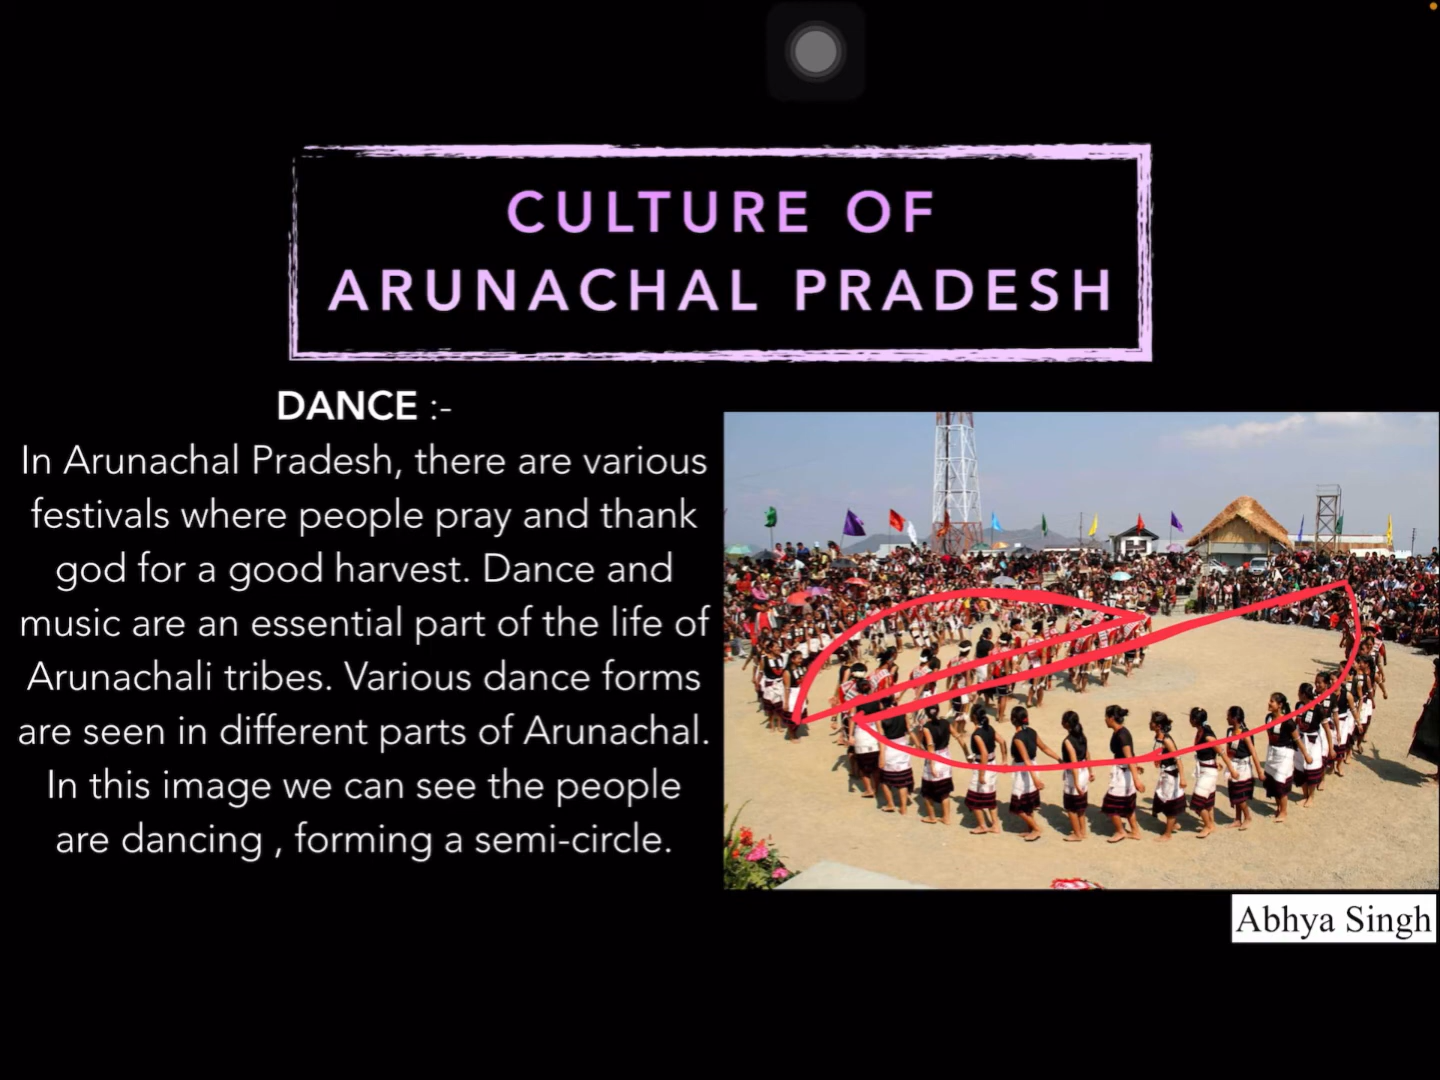 CULTURE OF
ARUNACHAL PRADESH
DANCE :-
In Arunachal Pradesh, there are various
festivals where people pray and thank
god for a good harvest. Dance and
music are an essential part of the life of
Arunachali tribes. Various dance forms
are seen in different parts of Arunachal.
In this image we can see the people
are dancing , forming a semi-circle.
Abhya Singh